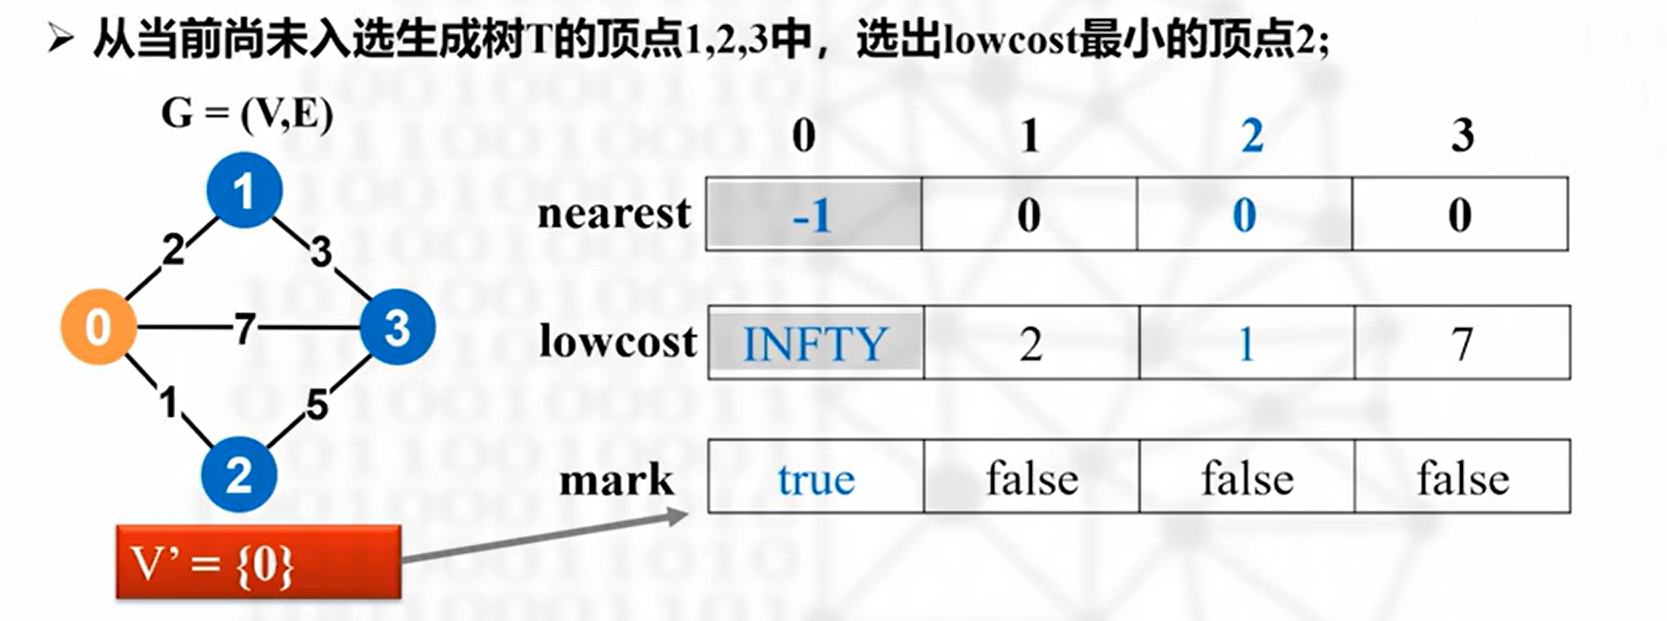 ➢ 从当前尚未入选生成树T的顶点1,2,3中，选出lowcost最小的顶点2;
G = (V,E)
0 1 2 3
1
nearest -1 0 0 0
2 3
0 7 3
lowcost INFTY 2 1 7
1 5
2
mark true false false false
V’ = {0}